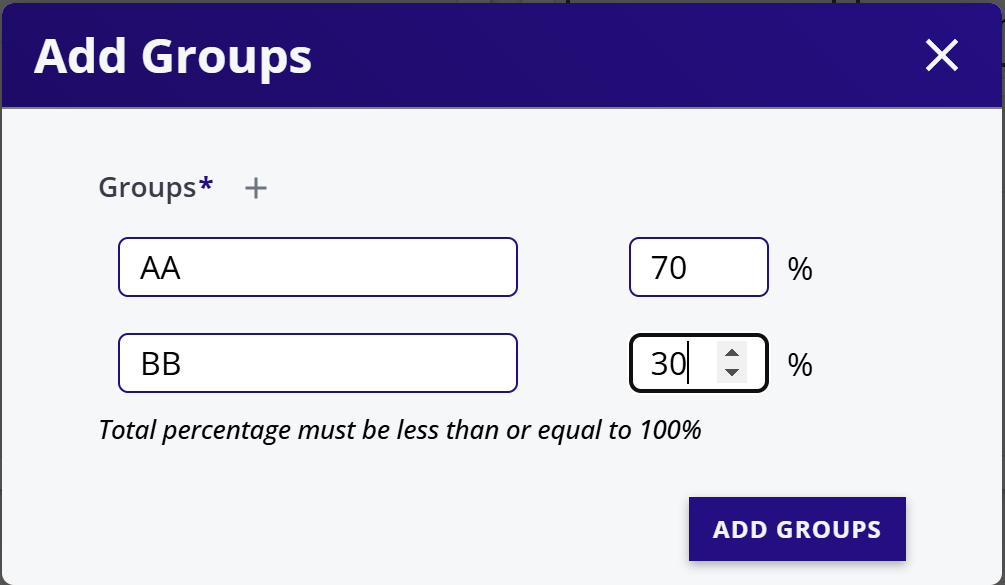 Add Groups
Groups*
AA 70 %
BB 30 %
Total percentage must be less than or equal to 100%
ADD GROUPS